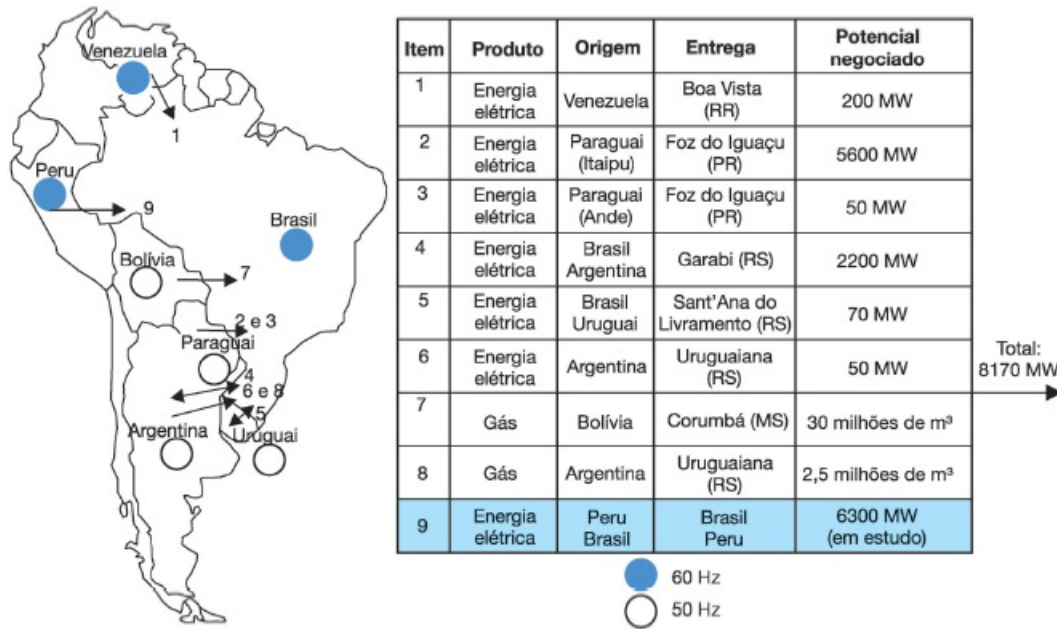 Venezuela
1
Peru
9
Brasil
Bolívia
7
2 e 3
Paraguai
4
6 e 8
5
Argentina
Uruguai
Item Produto Origem Entrega Potencial
negociado
1 Energia
elétrica Venezuela Boa Vista
(RR) 200 MW
2 Energia
elétrica Paraguai
(Itaipu) Foz do Iguaçu
(PR) 5600 MW
3 Energia
elétrica Paraguai
(Ande) Foz do Iguaçu
(PR) 50 MW
4 Energia
elétrica Brasil
Argentina Garabi (RS) 2200 MW
5 Energia
elétrica Brasil
Uruguai Sant'Ana do
Livramento (RS) 70 MW
6 Energia
elétrica Argentina Uruguaiana
(RS) 50 MW
Total:
8170 MW
7 Gás Bolívia Corumbá (MS) 30 milhões de m³
8 Gás Argentina Uruguaiana
(RS) 2,5 milhões de m³
9 Energia
elétrica Peru
Brasil Brasil
Peru 6300 MW
(em estudo)
60 Hz
50 Hz